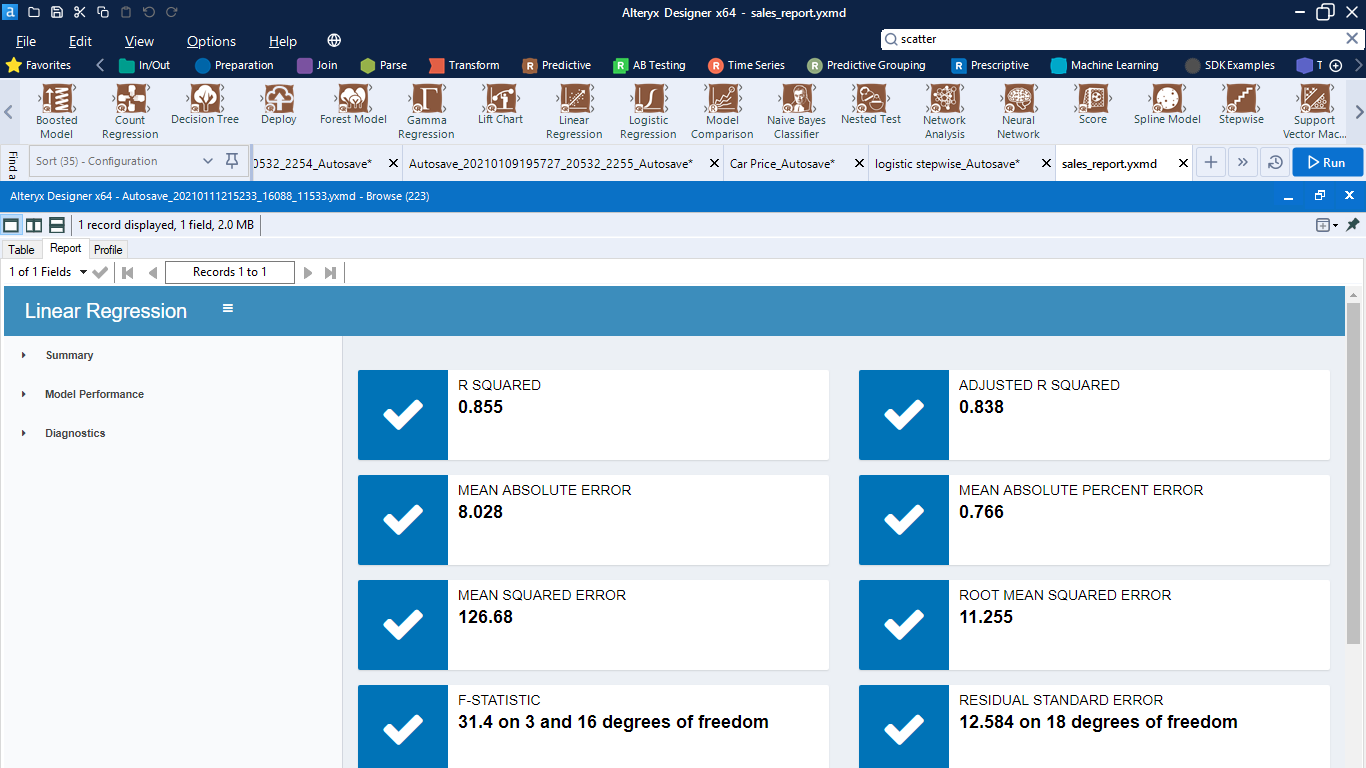 Alteryx Designer x64 - sales_report.yxmd
File Edit View Options Help
scatter
Favorites In/Out Preparation Join Parse Transform Predictive AB Testing Time Series Predictive Grouping Prescriptive Machine Learning SDK Examples T
Boosted Model
Count Regression
Decision Tree
Deploy
Forest Model
Gamma Regression
Lift Chart
Linear Regression
Logistic Regression
Model Comparison
Naive Bayes Classifier
Nested Test
Network Analysis
Neural Network
Score
Spline Model
Stepwise
Support Vector Mac...
Find a
Sort (35) - Configuration
0532_2254_Autosave*
Autosave_20210109195727_20532_2255_Autosave*
Car Price_Autosave*
logistic stepwise_Autosave*
sales_report.yxmd
Run
Alteryx Designer x64 - Autosave_20210111215233_16088_11533.yxmd - Browse (223)
1 record displayed, 1 field, 2.0 MB
Table Report Profile
1 of 1 Fields
Records 1 to 1
Linear Regression
Summary
Model Performance
Diagnostics
R SQUARED
0.855
ADJUSTED R SQUARED
0.838
MEAN ABSOLUTE ERROR
8.028
MEAN ABSOLUTE PERCENT ERROR
0.766
MEAN SQUARED ERROR
126.68
ROOT MEAN SQUARED ERROR
11.255
F-STATISTIC
31.4 on 3 and 16 degrees of freedom
RESIDUAL STANDARD ERROR
12.584 on 18 degrees of freedom